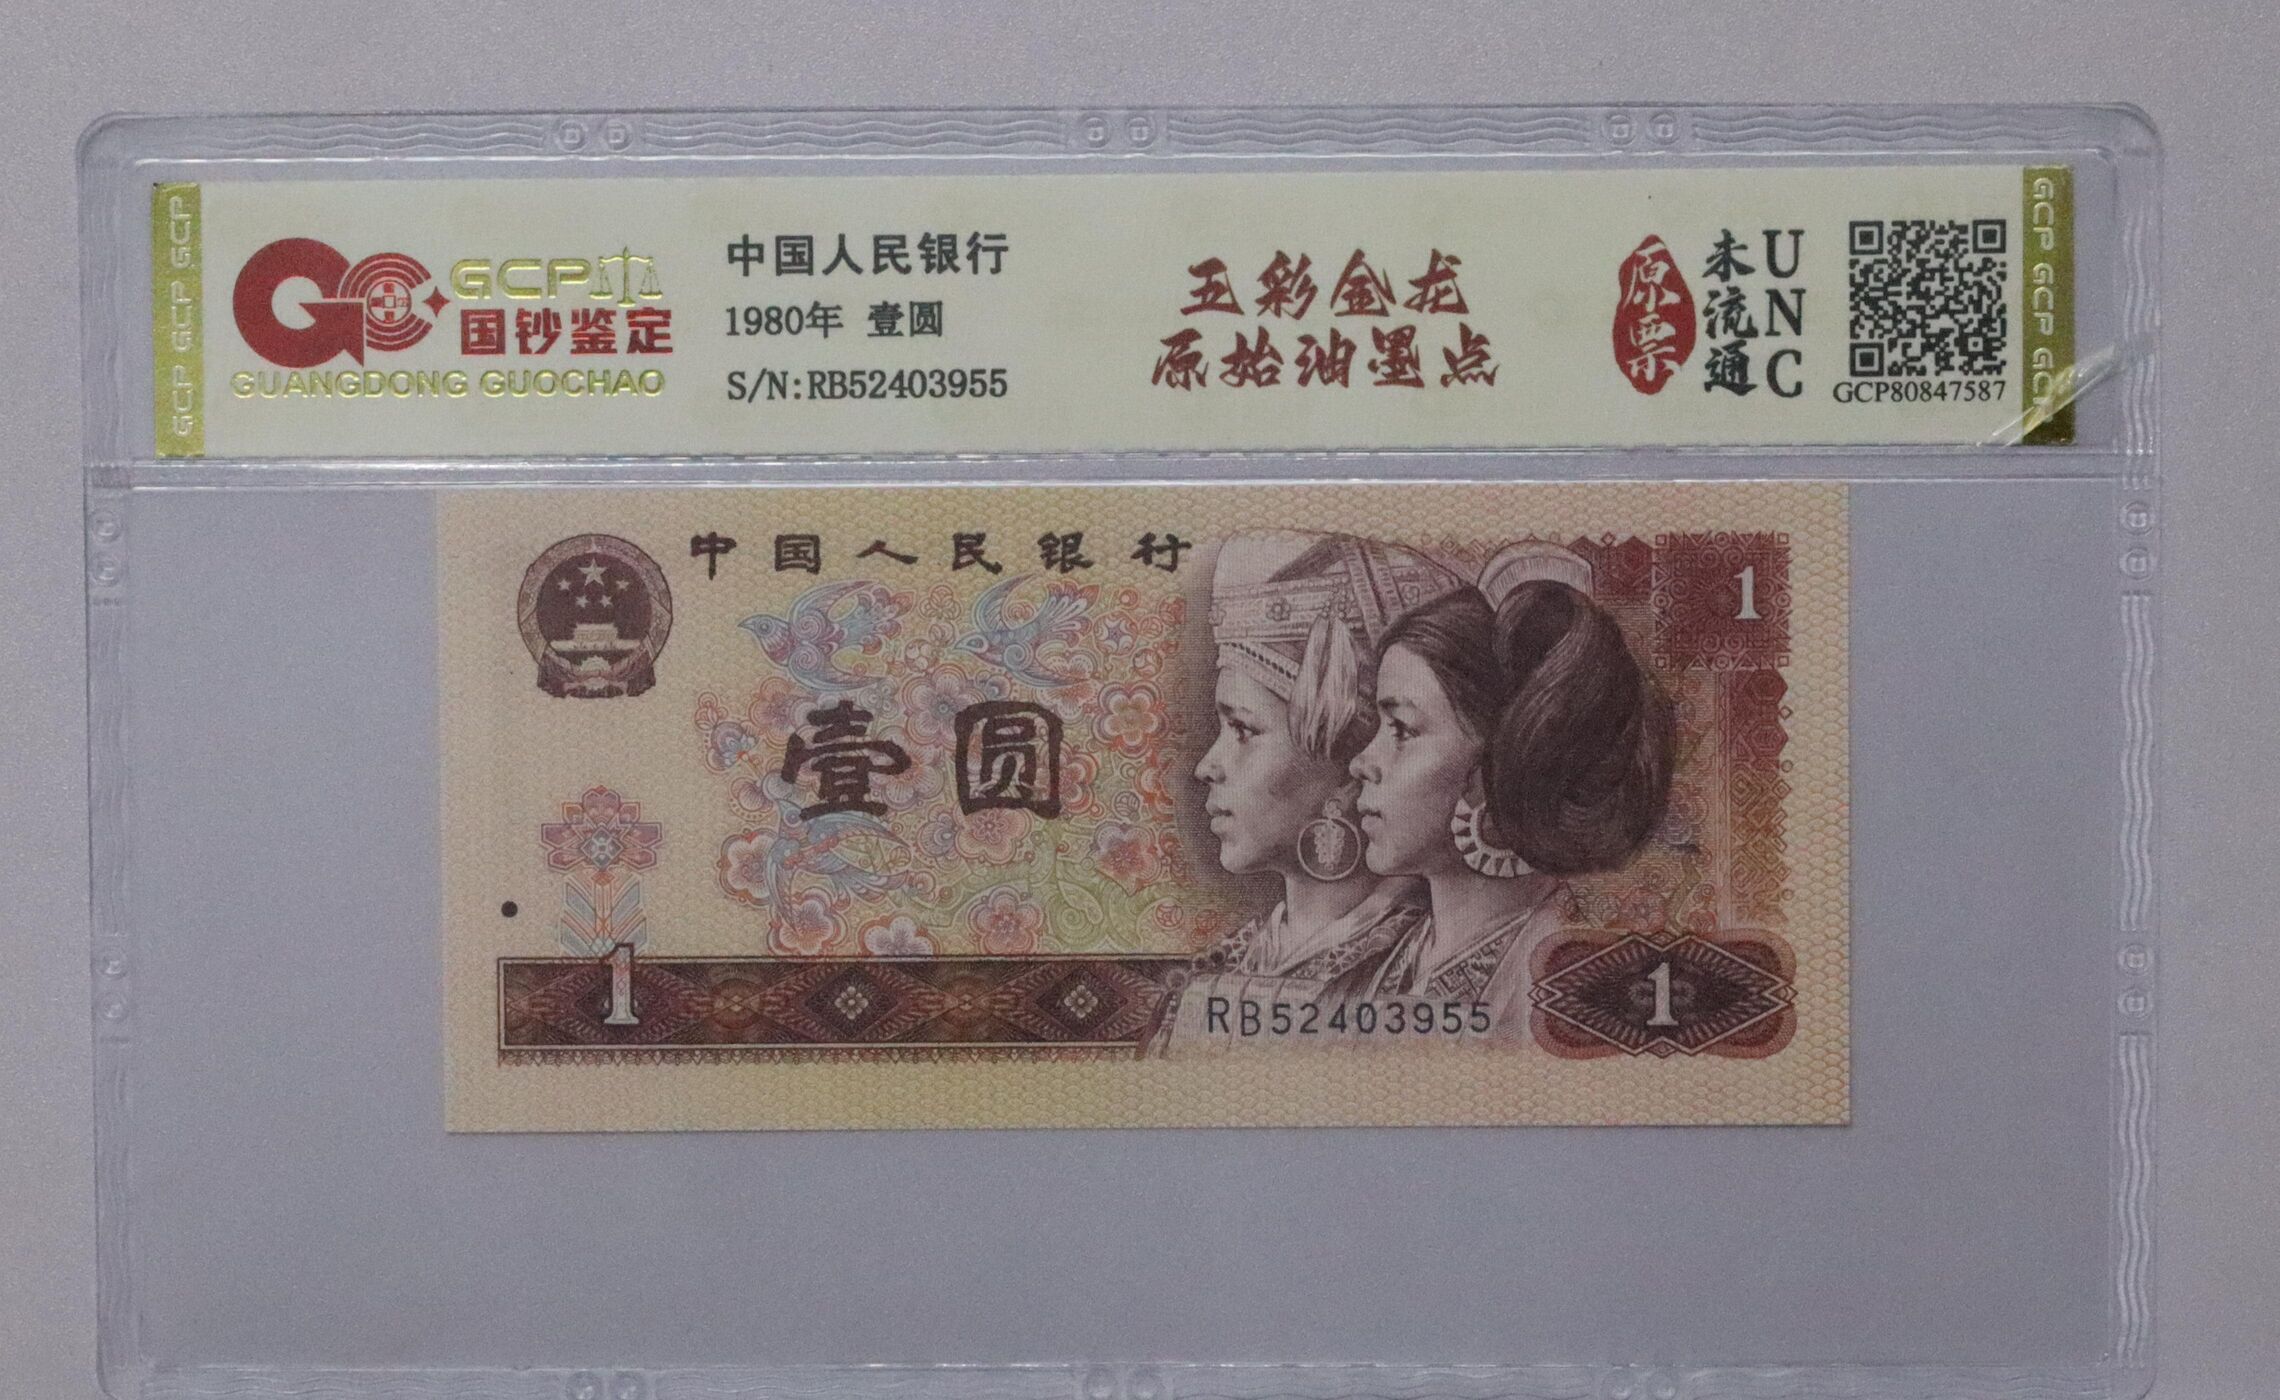 GCP GCP GCP
GCP
国钞鉴定
GUANGDONG GUOCHAO
中国人民银行
1980年 壹圆
S/N:RB52403955
五彩金龙
原始油墨点
原票
未流通
UNC
GCP80847587
GCP GCP GCP
中国人民银行
1
壹圆
1
RB52403955
1